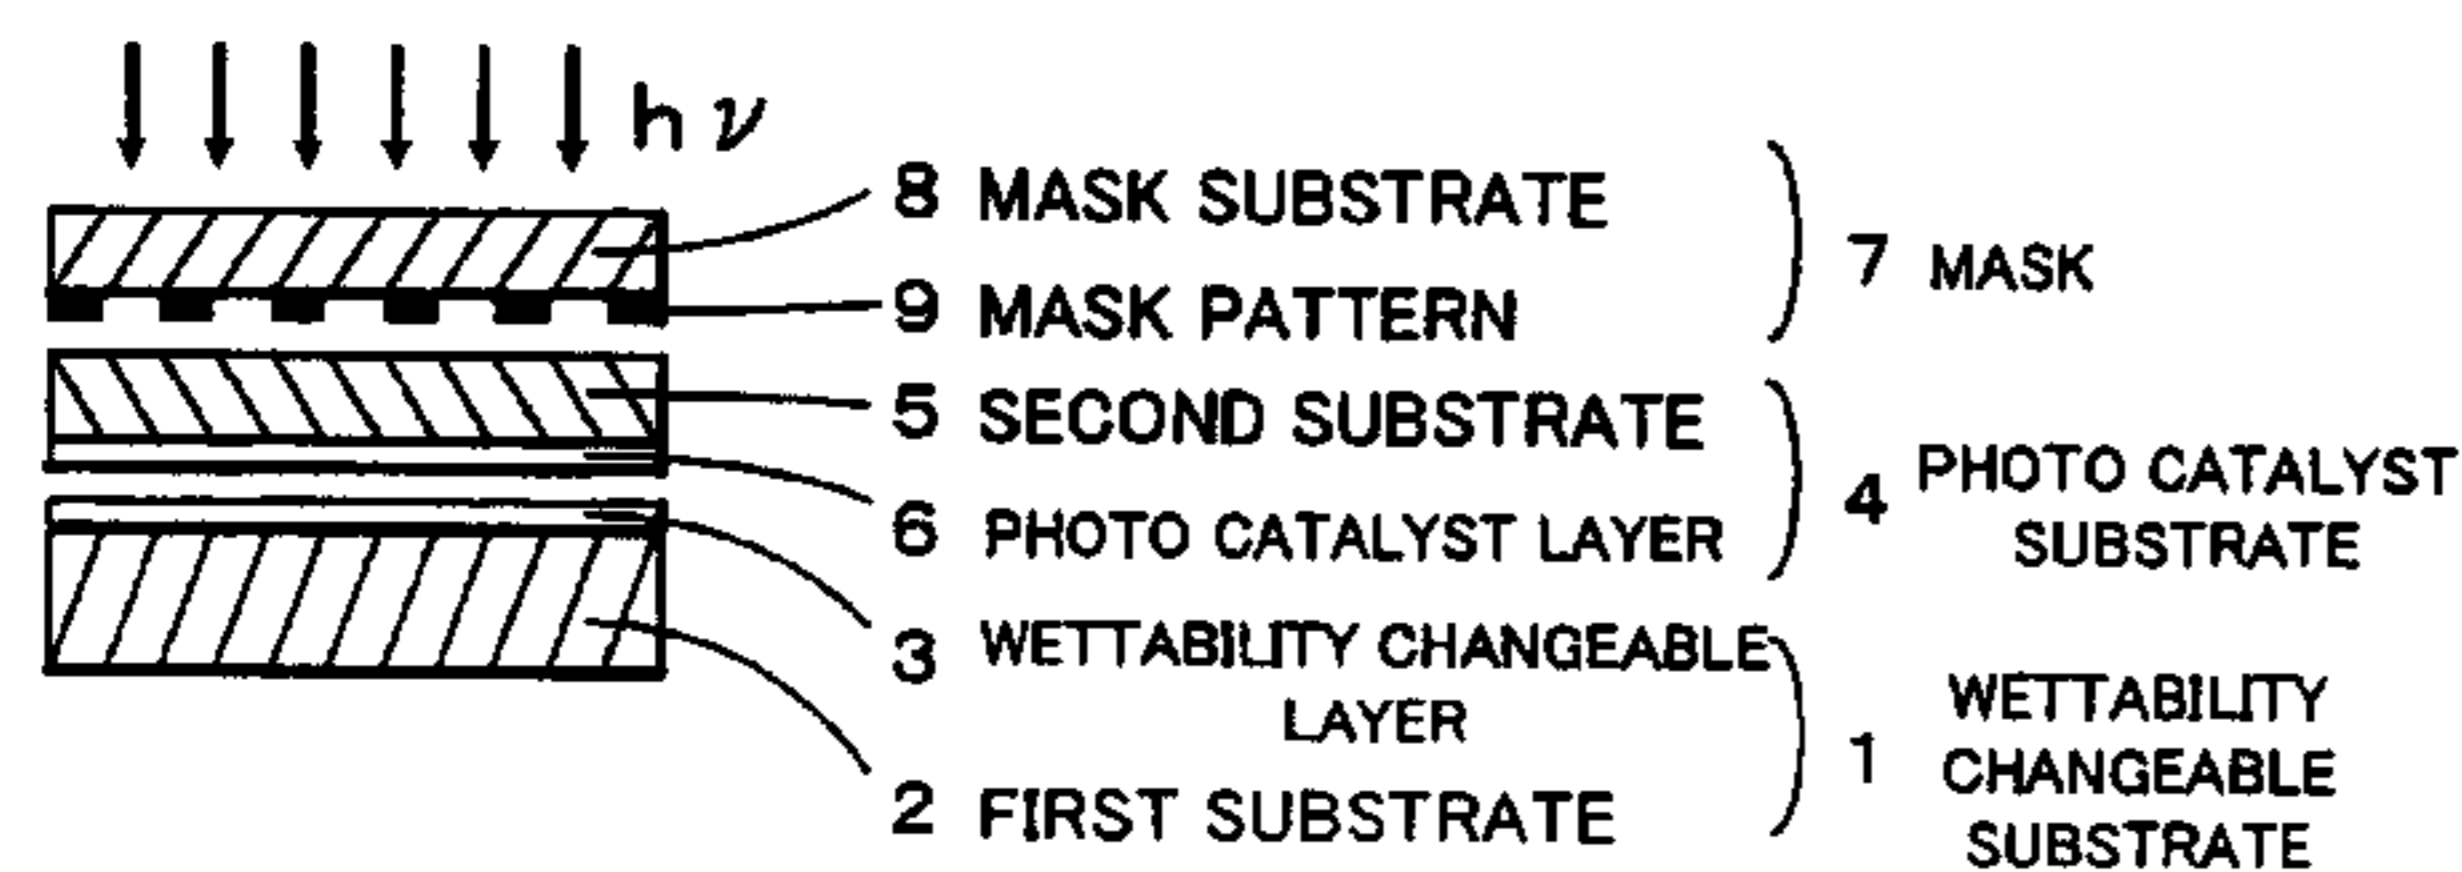 hν
8 MASK SUBSTRATE
9 MASK PATTERN
7 MASK
5 SECOND SUBSTRATE
6 PHOTO CATALYST LAYER
4 PHOTO CATALYST
SUBSTRATE
3 WETTABILITY CHANGEABLE
LAYER
2 FIRST SUBSTRATE
1 WETTABILITY
CHANGEABLE
SUBSTRATE